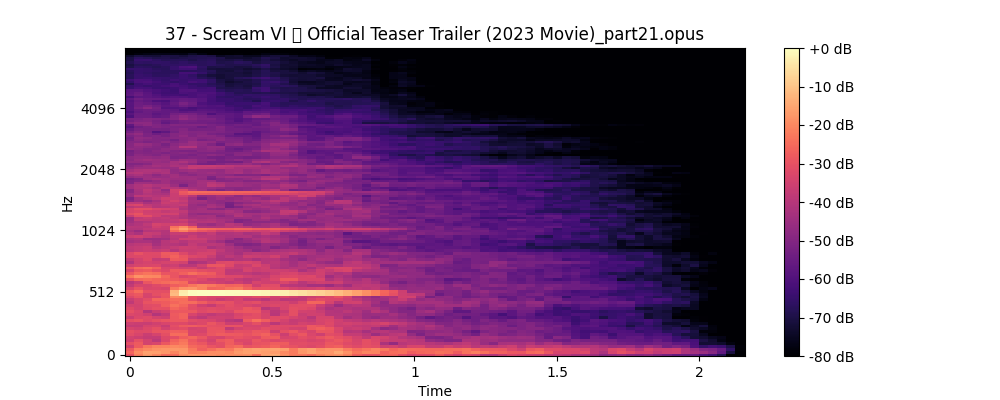 37 - Scream VI ▯ Official Teaser Trailer (2023 Movie)_part21.opus
+0 dB
-10 dB
-20 dB
-30 dB
-40 dB
-50 dB
-60 dB
-70 dB
-80 dB
4096
2048
1024
512
0
Hz
0
0.5
1
1.5
2
Time